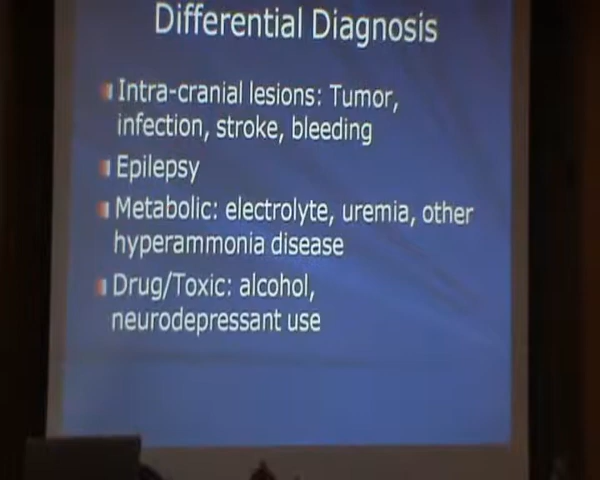 Differential Diagnosis
Intra-cranial lesions: Tumor,
infection, stroke, bleeding
Epilepsy
Metabolic: electrolyte, uremia, other
hyperammonia disease
Drug/Toxic: alcohol,
neurodepressant use